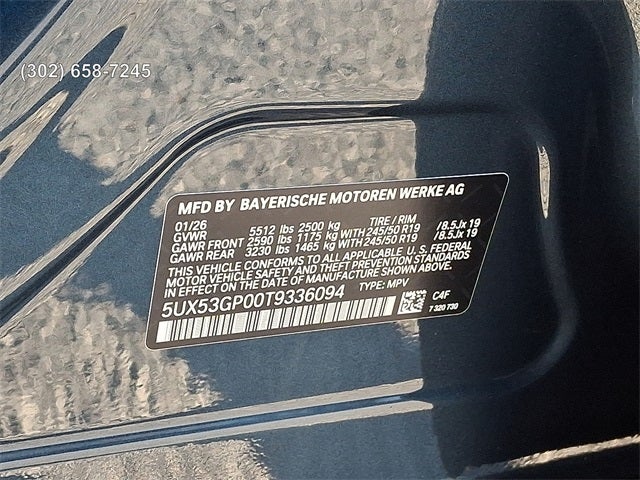 (302) 658-7245
MFD BY BAYERISCHE MOTOREN WERKE AG
01/26 TIRE / RIM
GVWR 5512 lbs 2500 kg
GAWR FRONT 2590 lbs 1175 kg WITH 245/50 R19 /8.5Jx 19
GAWR REAR 3230 lbs 1465 kg WITH 245/50 R19 /8.5Jx 19
THIS VEHICLE CONFORMS TO ALL APPLICABLE U. S. FEDERAL
MOTOR VEHICLE SAFETY AND THEFT PREVENTION STANDARDS
IN EFFECT ON THE DATE OF MANUFACTURE SHOWN ABOVE.
5UX53GP00T9336094 TYPE: MPV
C4F
7 320 730